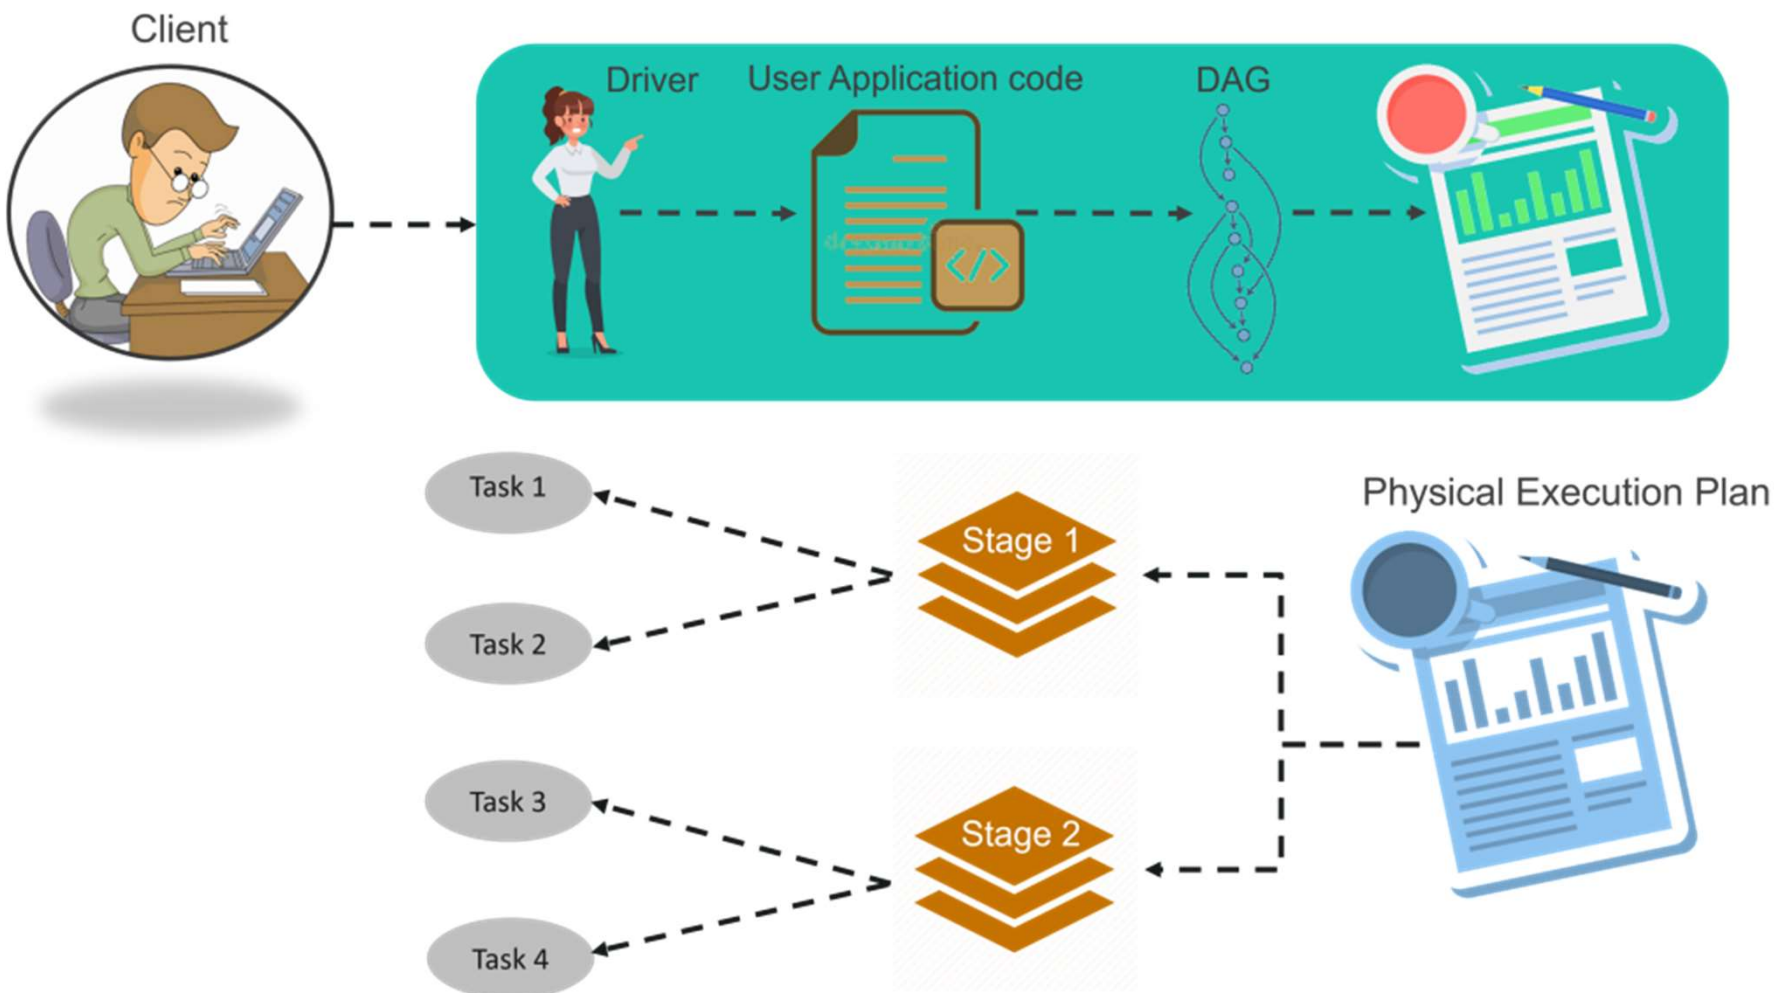 Client
Driver
User Application code
DAG
Physical Execution Plan
Task 1
Stage 1
Task 2
Task 3
Stage 2
Task 4